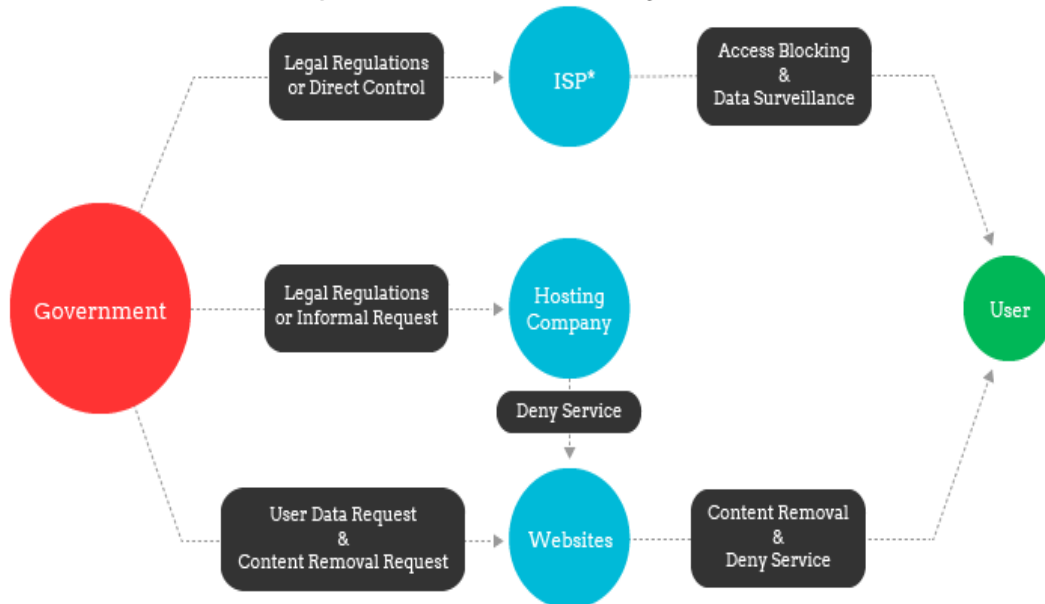 Legal Regulations
or Direct Control
ISP*
Access Blocking
&
Data Surveillance
Government
Legal Regulations
or Informal Request
Hosting
Company
User
Deny Service
User Data Request
&
Content Removal Request
Websites
Content Removal
&
Deny Service